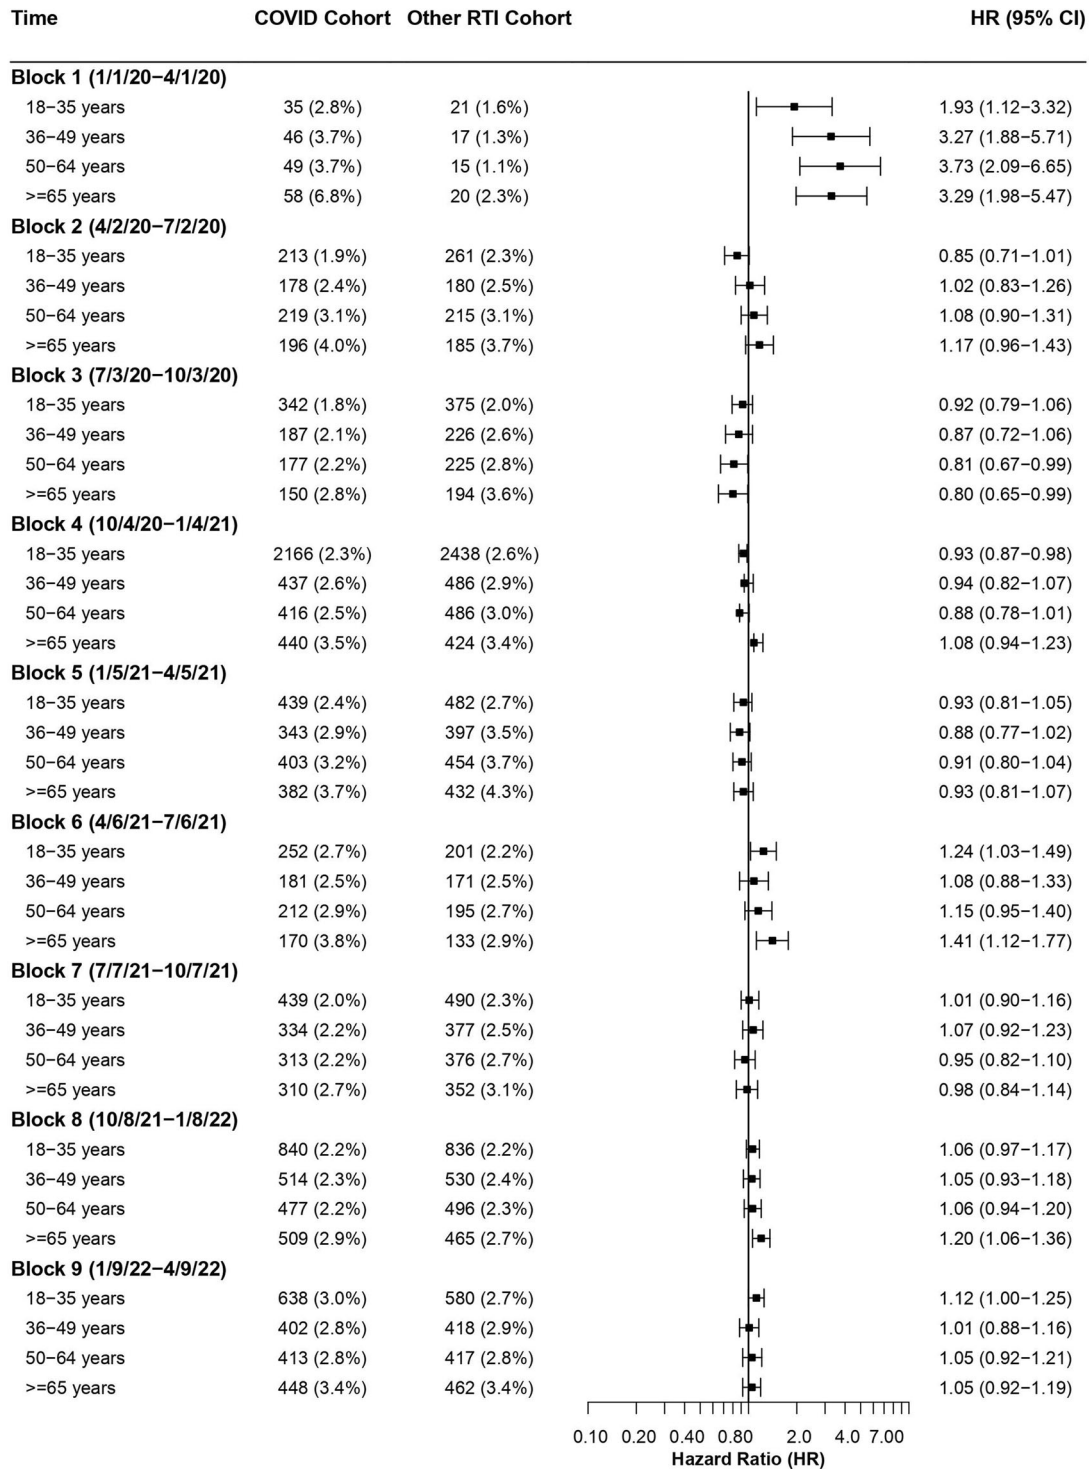 Time COVID Cohort Other RTI Cohort HR (95% CI)
Block 1 (1/1/20−4/1/20)
18−35 years 35 (2.8%) 21 (1.6%) 1.93 (1.12−3.32)
36−49 years 46 (3.7%) 17 (1.3%) 3.27 (1.88−5.71)
50−64 years 49 (3.7%) 15 (1.1%) 3.73 (2.09−6.65)
>=65 years 58 (6.8%) 20 (2.3%) 3.29 (1.98−5.47)
Block 2 (4/2/20−7/2/20)
18−35 years 213 (1.9%) 261 (2.3%) 0.85 (0.71−1.01)
36−49 years 178 (2.4%) 180 (2.5%) 1.02 (0.83−1.26)
50−64 years 219 (3.1%) 215 (3.1%) 1.08 (0.90−1.31)
>=65 years 196 (4.0%) 185 (3.7%) 1.17 (0.96−1.43)
Block 3 (7/3/20−10/3/20)
18−35 years 342 (1.8%) 375 (2.0%) 0.92 (0.79−1.06)
36−49 years 187 (2.1%) 226 (2.6%) 0.87 (0.72−1.06)
50−64 years 177 (2.2%) 225 (2.8%) 0.81 (0.67−0.99)
>=65 years 150 (2.8%) 194 (3.6%) 0.80 (0.65−0.99)
Block 4 (10/4/20−1/4/21)
18−35 years 2166 (2.3%) 2438 (2.6%) 0.93 (0.87−0.98)
36−49 years 437 (2.6%) 486 (2.9%) 0.94 (0.82−1.07)
50−64 years 416 (2.5%) 486 (3.0%) 0.88 (0.78−1.01)
>=65 years 440 (3.5%) 424 (3.4%) 1.08 (0.94−1.23)
Block 5 (1/5/21−4/5/21)
18−35 years 439 (2.4%) 482 (2.7%) 0.93 (0.81−1.05)
36−49 years 343 (2.9%) 397 (3.5%) 0.88 (0.77−1.02)
50−64 years 403 (3.2%) 454 (3.7%) 0.91 (0.80−1.04)
>=65 years 382 (3.7%) 432 (4.3%) 0.93 (0.81−1.07)
Block 6 (4/6/21−7/6/21)
18−35 years 252 (2.7%) 201 (2.2%) 1.24 (1.03−1.49)
36−49 years 181 (2.5%) 171 (2.5%) 1.08 (0.88−1.33)
50−64 years 212 (2.9%) 195 (2.7%) 1.15 (0.95−1.40)
>=65 years 170 (3.8%) 133 (2.9%) 1.41 (1.12−1.77)
Block 7 (7/7/21−10/7/21)
18−35 years 439 (2.0%) 490 (2.3%) 1.01 (0.90−1.16)
36−49 years 334 (2.2%) 377 (2.5%) 1.07 (0.92−1.23)
50−64 years 313 (2.2%) 376 (2.7%) 0.95 (0.82−1.10)
>=65 years 310 (2.7%) 352 (3.1%) 0.98 (0.84−1.14)
Block 8 (10/8/21−1/8/22)
18−35 years 840 (2.2%) 836 (2.2%) 1.06 (0.97−1.17)
36−49 years 514 (2.3%) 530 (2.4%) 1.05 (0.93−1.18)
50−64 years 477 (2.2%) 496 (2.3%) 1.06 (0.94−1.20)
>=65 years 509 (2.9%) 465 (2.7%) 1.20 (1.06−1.36)
Block 9 (1/9/22−4/9/22)
18−35 years 638 (3.0%) 580 (2.7%) 1.12 (1.00−1.25)
36−49 years 402 (2.8%) 418 (2.9%) 1.01 (0.88−1.16)
50−64 years 413 (2.8%) 417 (2.8%) 1.05 (0.92−1.21)
>=65 years 448 (3.4%) 462 (3.4%) 1.05 (0.92−1.19)
0.10 0.20 0.40 0.80 2.0 4.0 7.00
Hazard Ratio (HR)